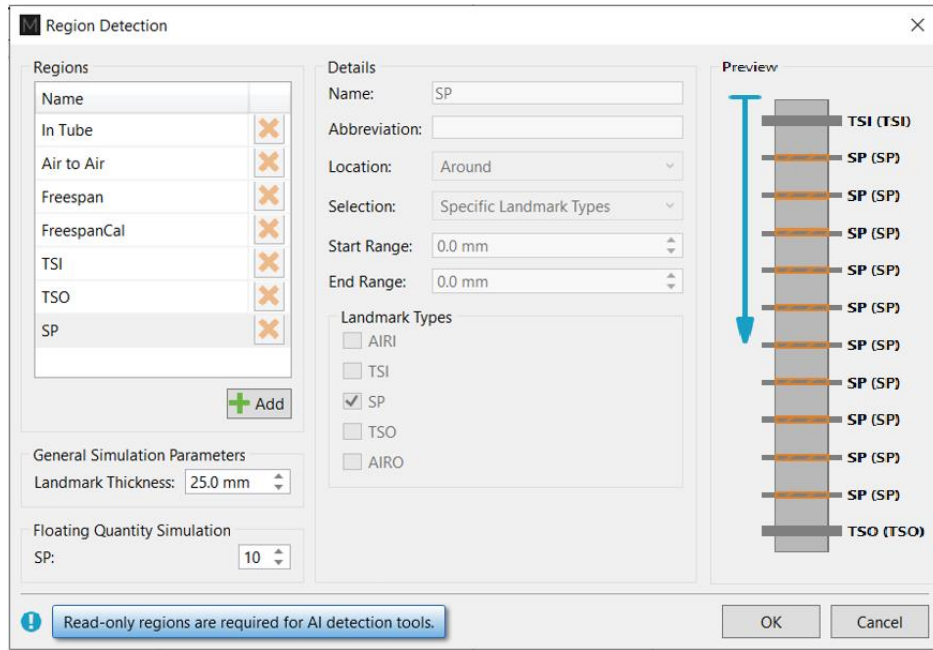 M Region Detection
Regions
Name
In Tube
Air to Air
Freespan
FreespanCal
TSI
TSO
SP
Add
General Simulation Parameters
Landmark Thickness: 25.0 mm
Floating Quantity Simulation
SP: 10
Details
Name: SP
Abbreviation:
Location: Around
Selection: Specific Landmark Types
Start Range: 0.0 mm
End Range: 0.0 mm
Landmark Types
AIRI
TSI
SP
TSO
AIRO
Preview
TSI (TSI)
SP (SP)
SP (SP)
SP (SP)
SP (SP)
SP (SP)
SP (SP)
SP (SP)
SP (SP)
SP (SP)
SP (SP)
TSO (TSO)
Read-only regions are required for AI detection tools.
OK Cancel